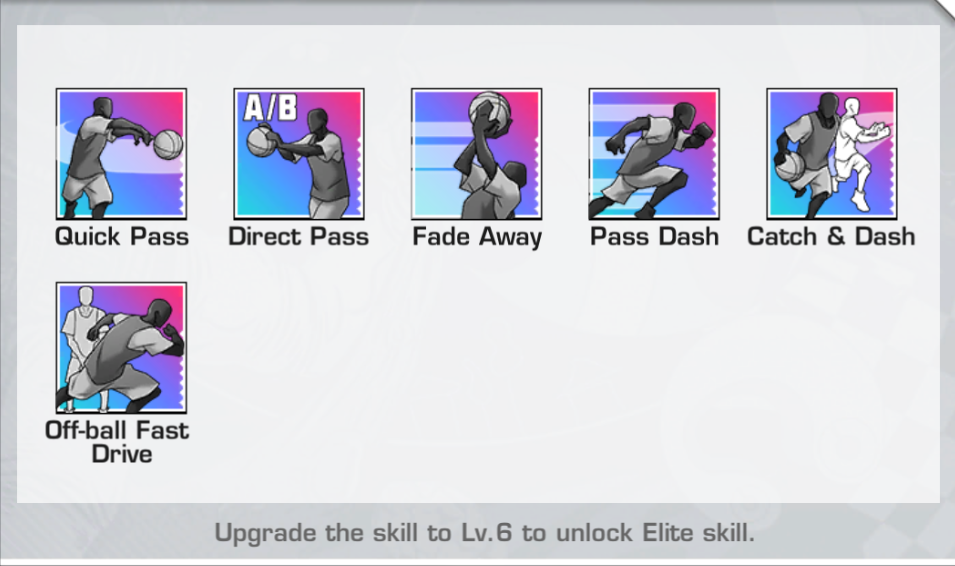 A/B
Quick Pass
Direct Pass
Fade Away
Pass Dash
Catch & Dash
Off-ball Fast
Drive
Upgrade the skill to Lv.6 to unlock Elite skill.